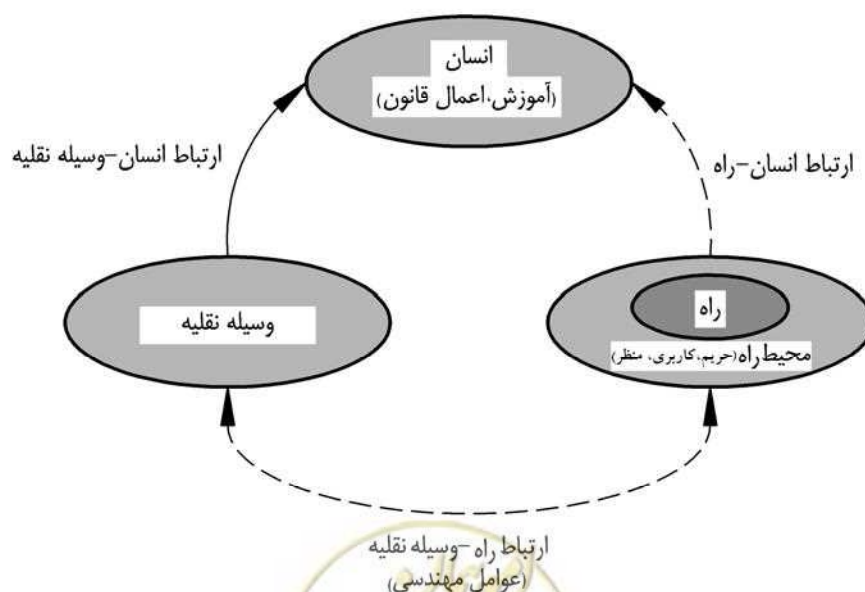 انسان
(آموزش،اعمال قانون)
ارتباط انسان-وسیله نقلیه
ارتباط انسان-راه
راه
وسیله نقلیه
محیط راه(حریم،کاربری، منظر)
ارتباط راه-وسیله نقلیه
(عوامل مهندسی)